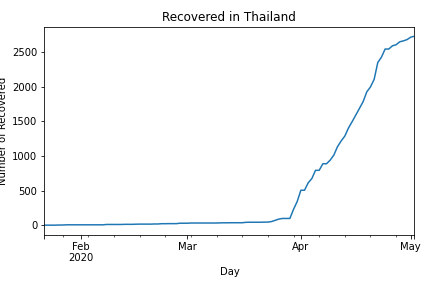 Recovered in Thailand
Number of Recovered
2500
2000
1500
1000
500
0
Feb
2020
Mar
Apr
May
Day